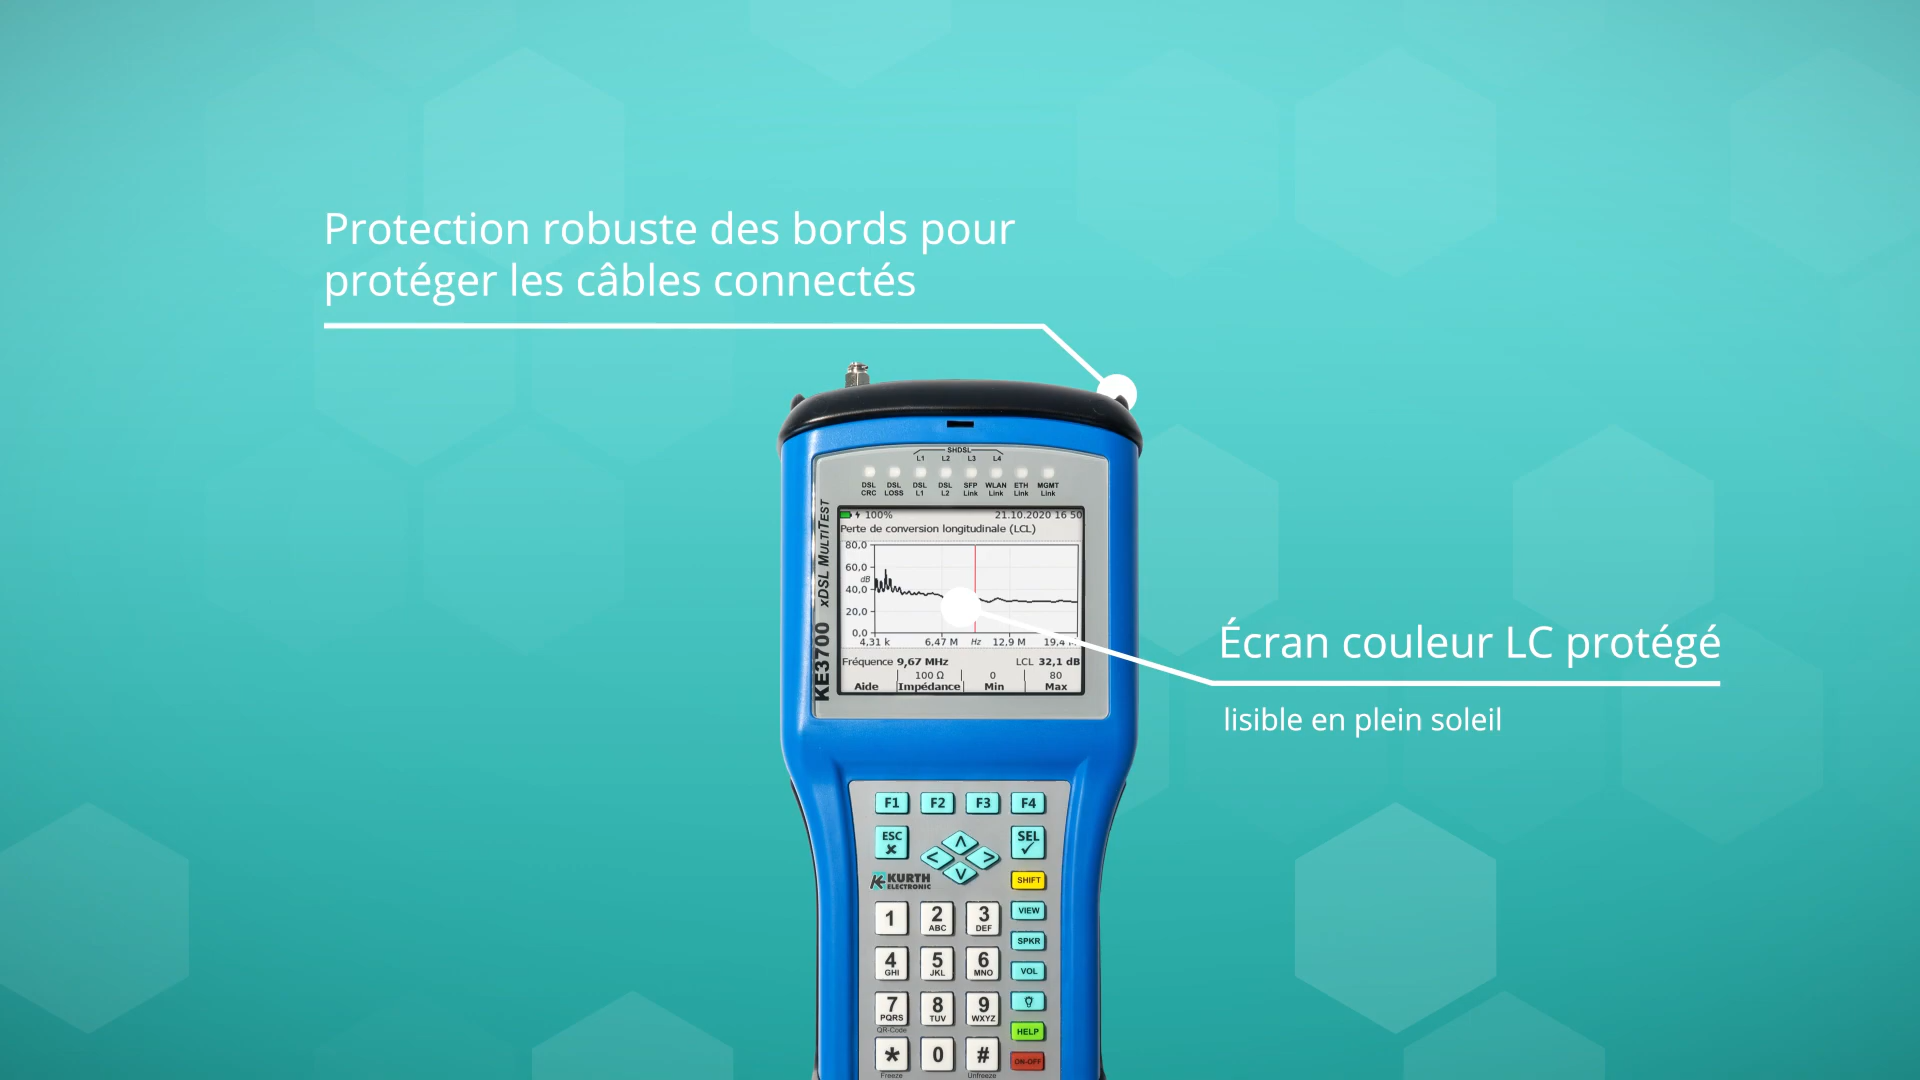 Protection robuste des bords pour
protéger les câbles connectés
SHDSL
L1 L2 L3 L4
DSL CRC
DSL LOSS
DSL L1
DSL L2
SFP Link
WLAN Link
ETH Link
MGMT Link
KE3700 xDSL MULTITEST
100% 21.10.2020 16 50
Perte de conversion longitudinale (LCL)
80,0
60,0
dB
40,0
20,0
0,0
4,31 k 6,47 M Hz 12,9 M 19,4
Fréquence 9,67 MHz LCL 32,1 dB
100 Ω 0 80
Aide Impédance Min Max
Écran couleur LC protégé
lisible en plein soleil
F1 F2 F3 F4
ESC SEL
KURTH
ELECTRONIC
SHIFT
1 2 ABC 3 DEF
VIEW
SPKR
4 GHI 5 JKL 6 MNO
VOL
7 PQRS 8 TUV 9 WXYZ
QR-Code
HELP
* 0 #
ON-OFF
Freeze Unfreeze